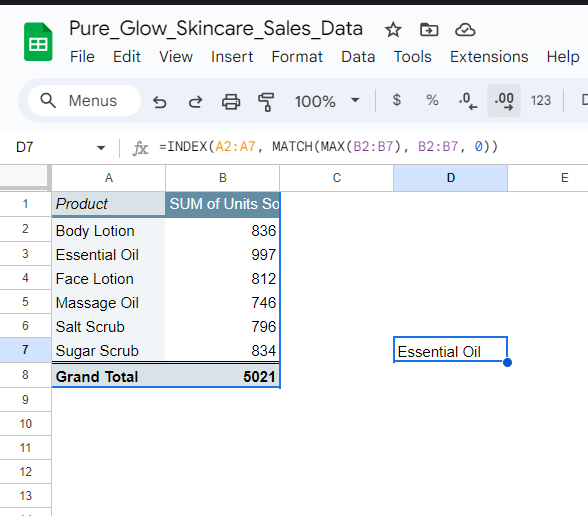 Pure_Glow_Skincare_Sales_Data
File Edit View Insert Format Data Tools Extensions Help
Menus 100% $ % .0 .00 123
D7 fx =INDEX(A2:A7, MATCH(MAX(B2:B7), B2:B7, 0))
A B C D E
1 Product SUM of Units So
2 Body Lotion 836
3 Essential Oil 997
4 Face Lotion 812
5 Massage Oil 746
6 Salt Scrub 796
7 Sugar Scrub 834 Essential Oil
8 Grand Total 5021
9
10
11
12
13